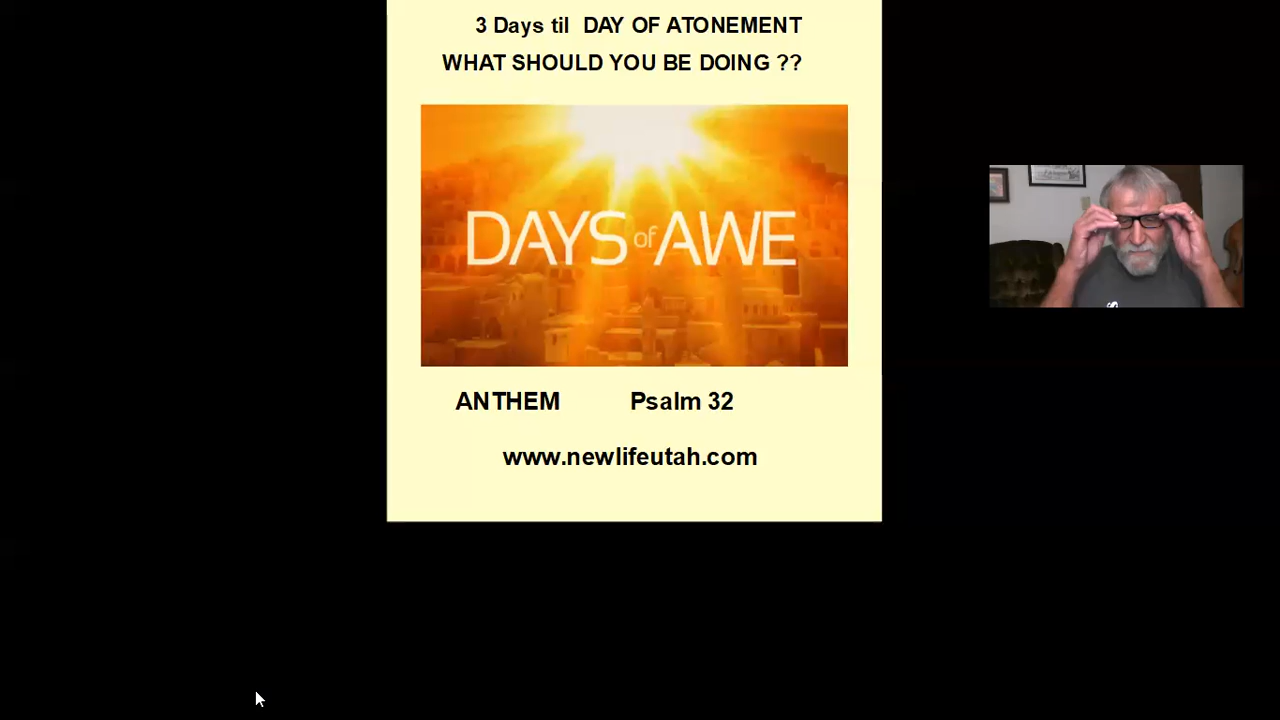 3 Days til DAY OF ATONEMENT
WHAT SHOULD YOU BE DOING ??
DAYS of AWE
ANTHEM Psalm 32
www.newlifeutah.com